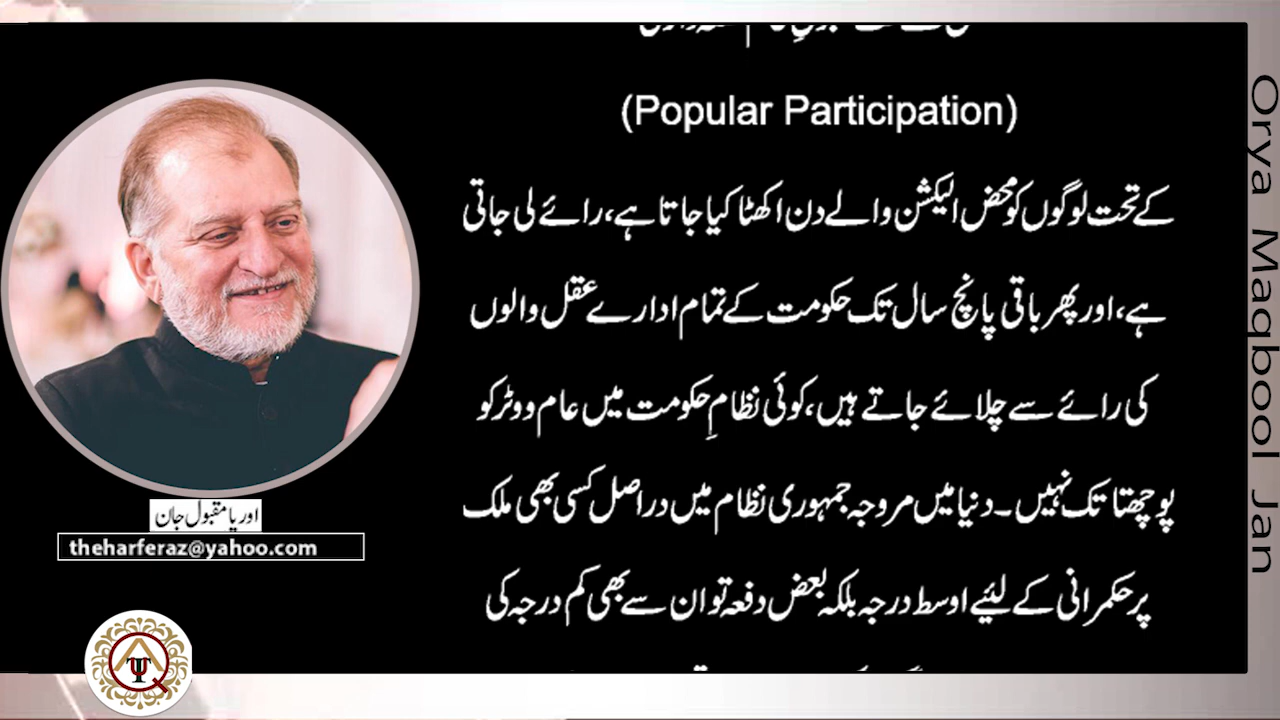 (Popular Participation)
کے تحت لوگوں کو محض الیکشن والے دن اکھٹا کیا جاتا ہے، رائے لی جاتی
ہے، اور پھر باقی پانچ سال تک حکومت کے تمام ادارے عقل والوں
کی رائے سے چلائے جاتے ہیں، کوئی نظامِ حکومت میں عام ووٹر کو
پوچھتا تک نہیں۔ دنیا میں مروجہ جمہوری نظام میں دراصل کسی بھی ملک
پر حکمرانی کے لئیے اوسط درجہ بلکہ بعض دفعہ تو ان سے بھی کم درجہ کی
اوریا مقبول جان
theharferaz@yahoo.com
Orya Maqbool Jan